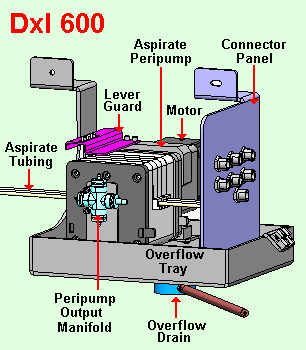 DxI 600
Aspirate
Peripump
Connector
Panel
Lever
Guard
Motor
Aspirate
Tubing
Overflow
Tray
Peripump
Output
Manifold
Overflow
Drain